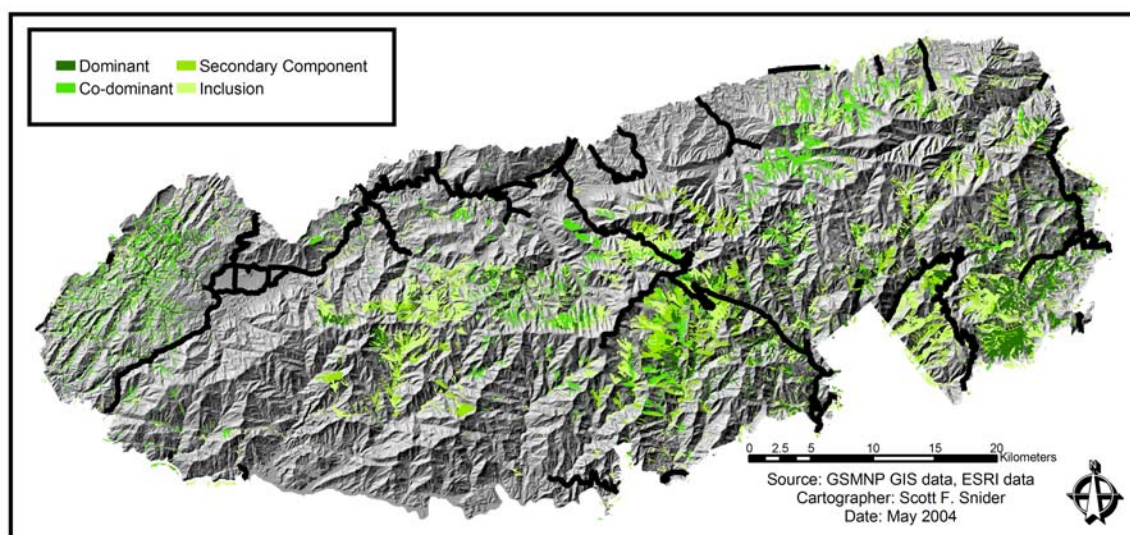 Dominant
Secondary Component
Co-dominant
Inclusion
0 2.5 5 10 15 20
Kilometers
Source: GSMNP GIS data, ESRI data
Cartographer: Scott F. Snider
Date: May 2004
N